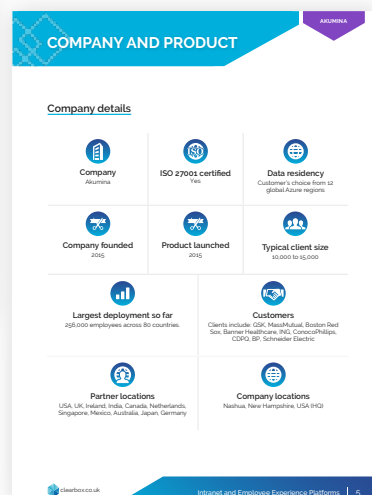 AKUMINA
COMPANY AND PRODUCT
Company details
Company
Akumina
ISO 27001 certified
Yes
Data residency
Customer's choice from 12
global Azure regions
Company founded
2015
Product launched
2015
Typical client size
10,000 to 15,000
Largest deployment so far
256,000 employees across 80 countries.
Customers
Clients include: GSK, MassMutual, Boston Red
Sox, Banner Healthcare, ING, ConocoPhillips,
CDPQ, BP, Schneider Electric
Partner locations
USA, UK, Ireland, India, Canada, Netherlands,
Singapore, Mexico, Australia, Japan, Germany
Company locations
Nashua, New Hampshire, USA (HQ)
clearbox.co.uk
Intranet and Employee Experience Platforms | 5